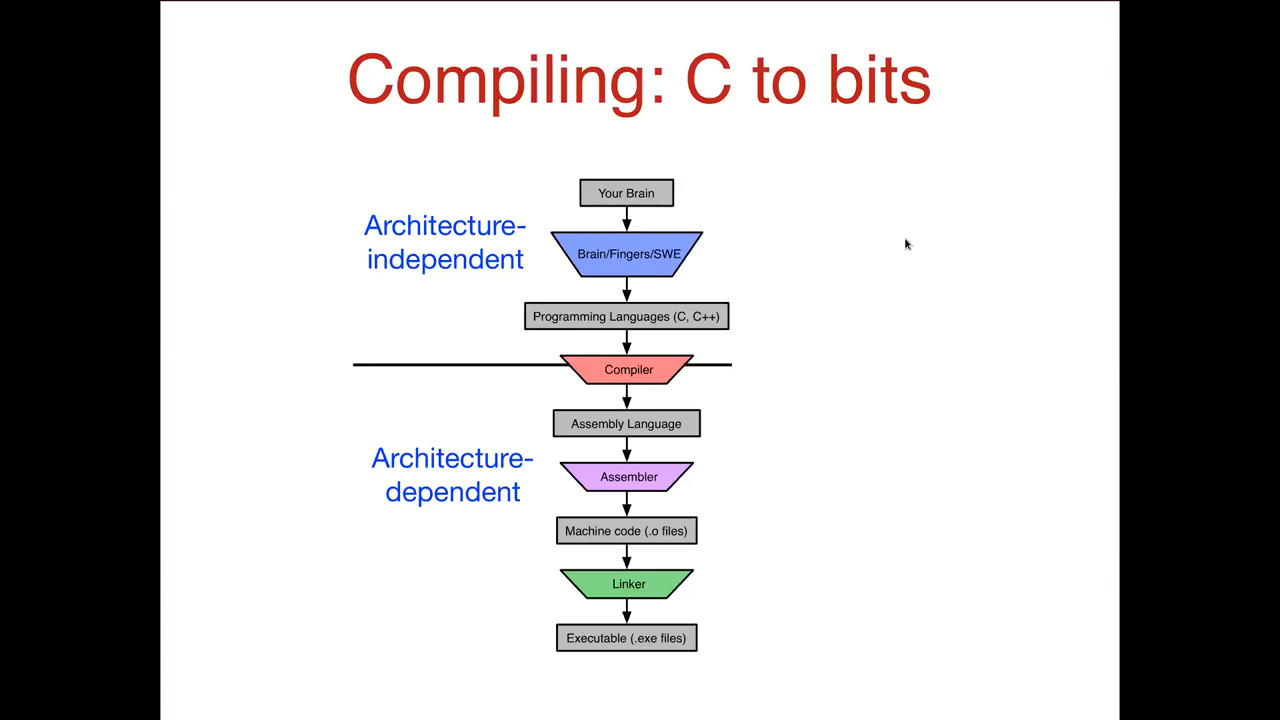 Compiling: C to bits
Your Brain
Architecture-
independent
Brain/Fingers/SWE
Programming Languages (C, C++)
Compiler
Assembly Language
Architecture-
dependent
Assembler
Machine code (.o files)
Linker
Executable (.exe files)